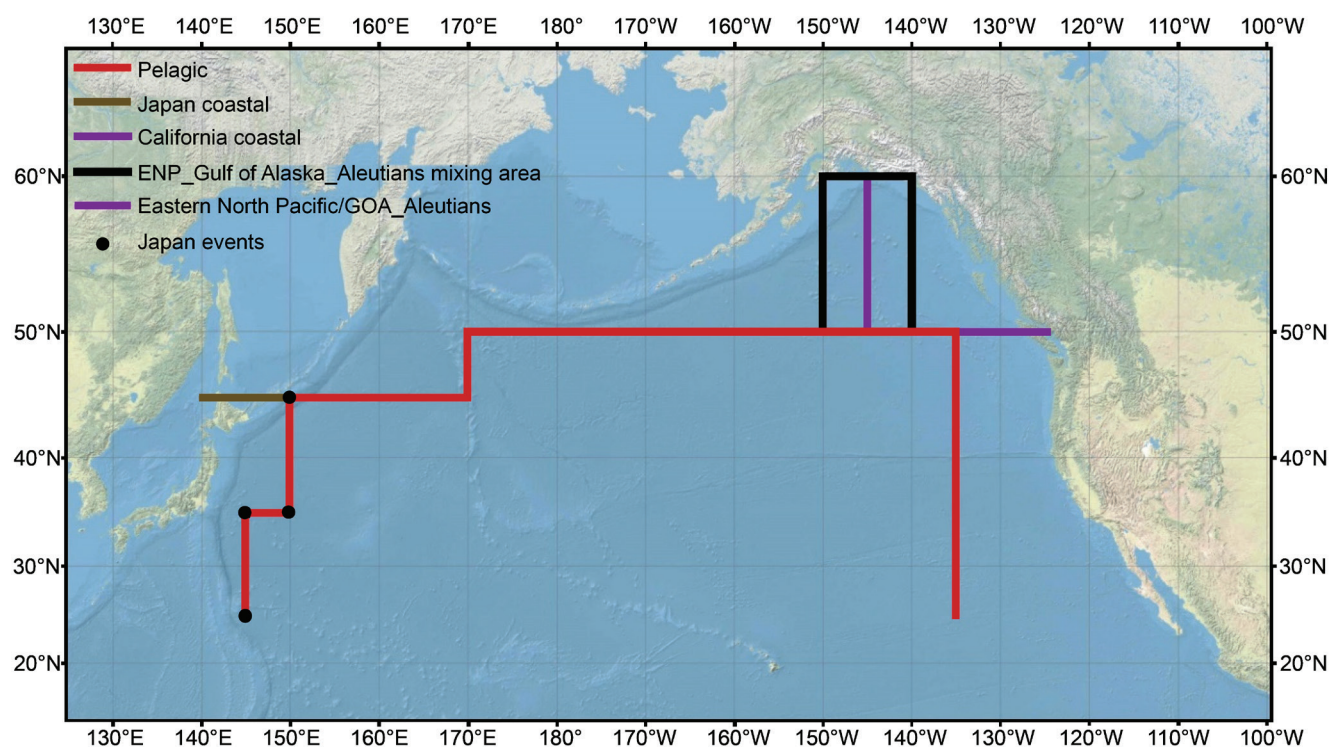 130°E 140°E 150°E 160°E 170°E 180° 170°W 160°W 150°W 140°W 130°W 120°W 110°W 100°W
Pelagic
Japan coastal
California coastal
60°N ENP_Gulf of Alaska_Aleutians mixing area 60°N
Eastern North Pacific/GOA_Aleutians
Japan events
50°N 50°N
40°N 40°N
30°N 30°N
20°N 20°N
130°E 140°E 150°E 160°E 170°E 180° 170°W 160°W 150°W 140°W 130°W 120°W 110°W 100°W